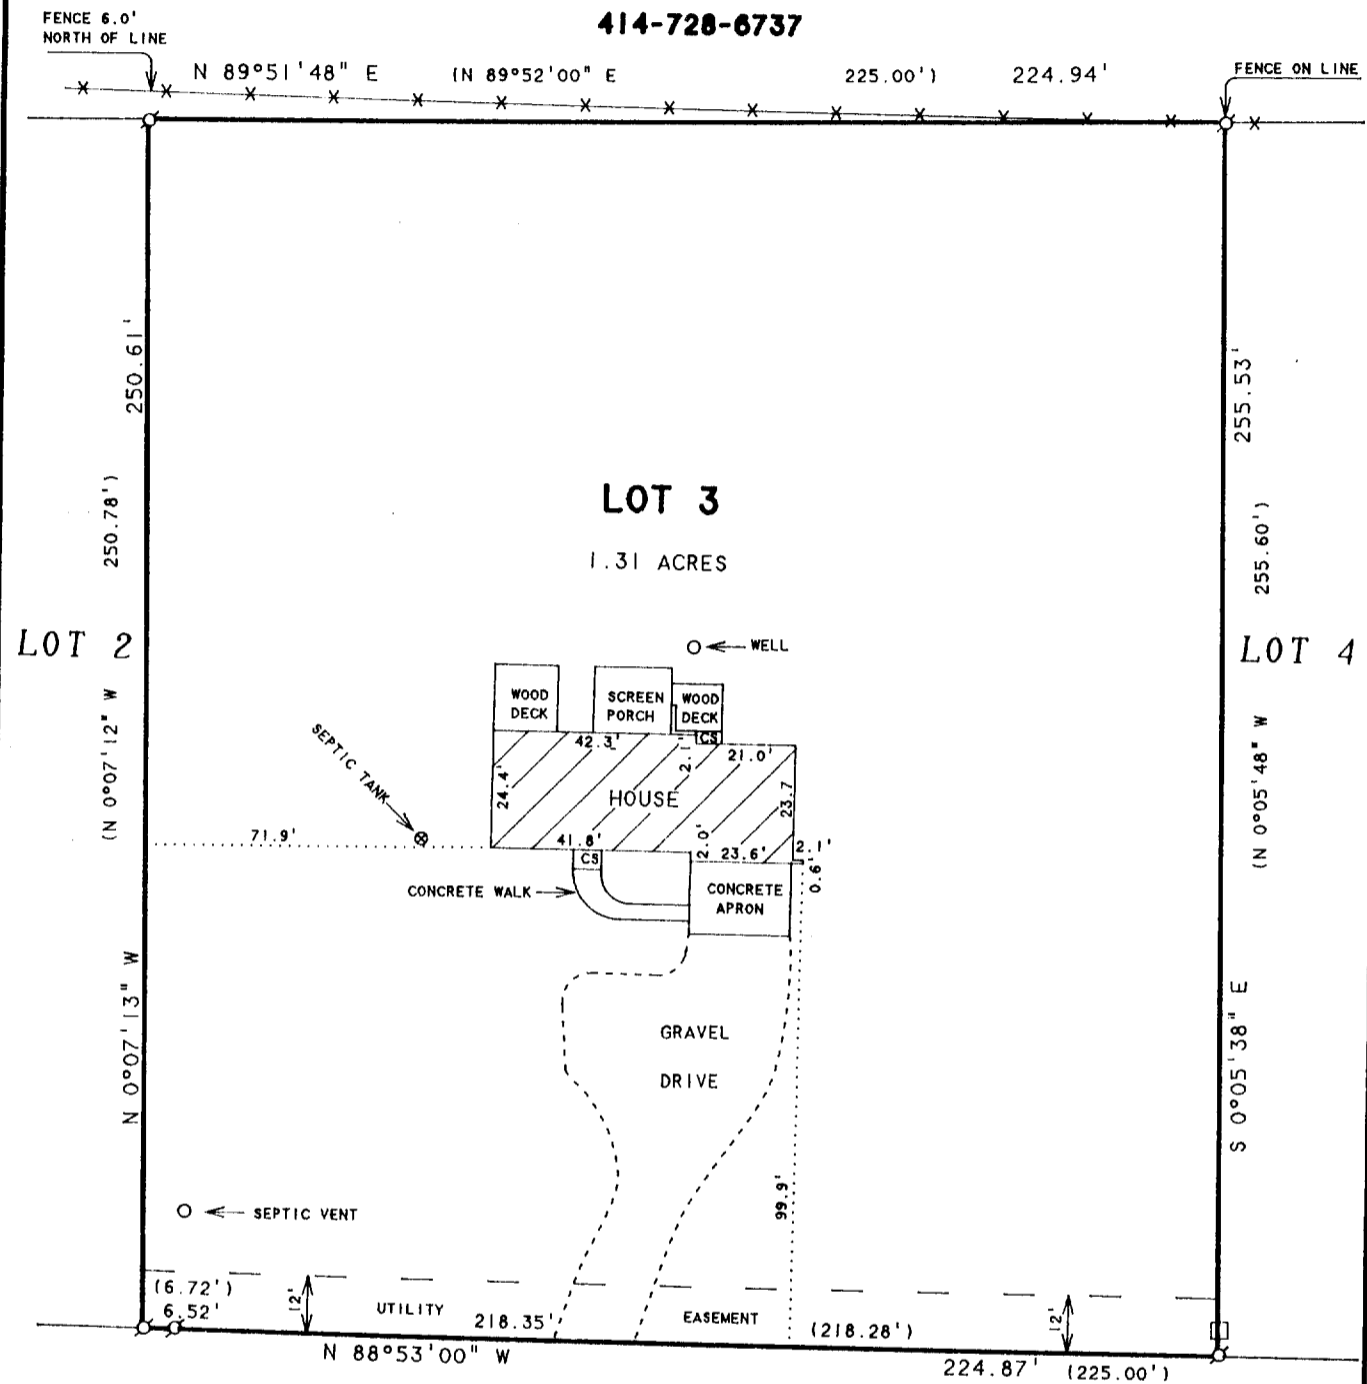 414-728-6737
FENCE 6.0'
NORTH OF LINE
N 89°51'48" E
(N 89°52'00" E
225.00')
224.94'
FENCE ON LINE
250.61'
255.53'
250.78')
255.60')
LOT 3
1.31 ACRES
LOT 2
LOT 4
WELL
WOOD
DECK
SCREEN
PORCH
WOOD
DECK
CS
SEPTIC TANK
(N 0°07'12" W
(N 0°05'48" W
42.3'
2.1'
21.0'
24.4'
HOUSE
23.7
71.9'
41.8'
2.0'
23.6'
2.1'
0.6'
CS
CONCRETE WALK
CONCRETE
APRON
N 0°07'13" W
S 0°05'38" E
GRAVEL
DRIVE
99.9'
SEPTIC VENT
(6.72')
6.52'
12'
UTILITY
218.35'
EASEMENT
(218.28')
12'
N 88°53'00" W
224.87'
(225.00')